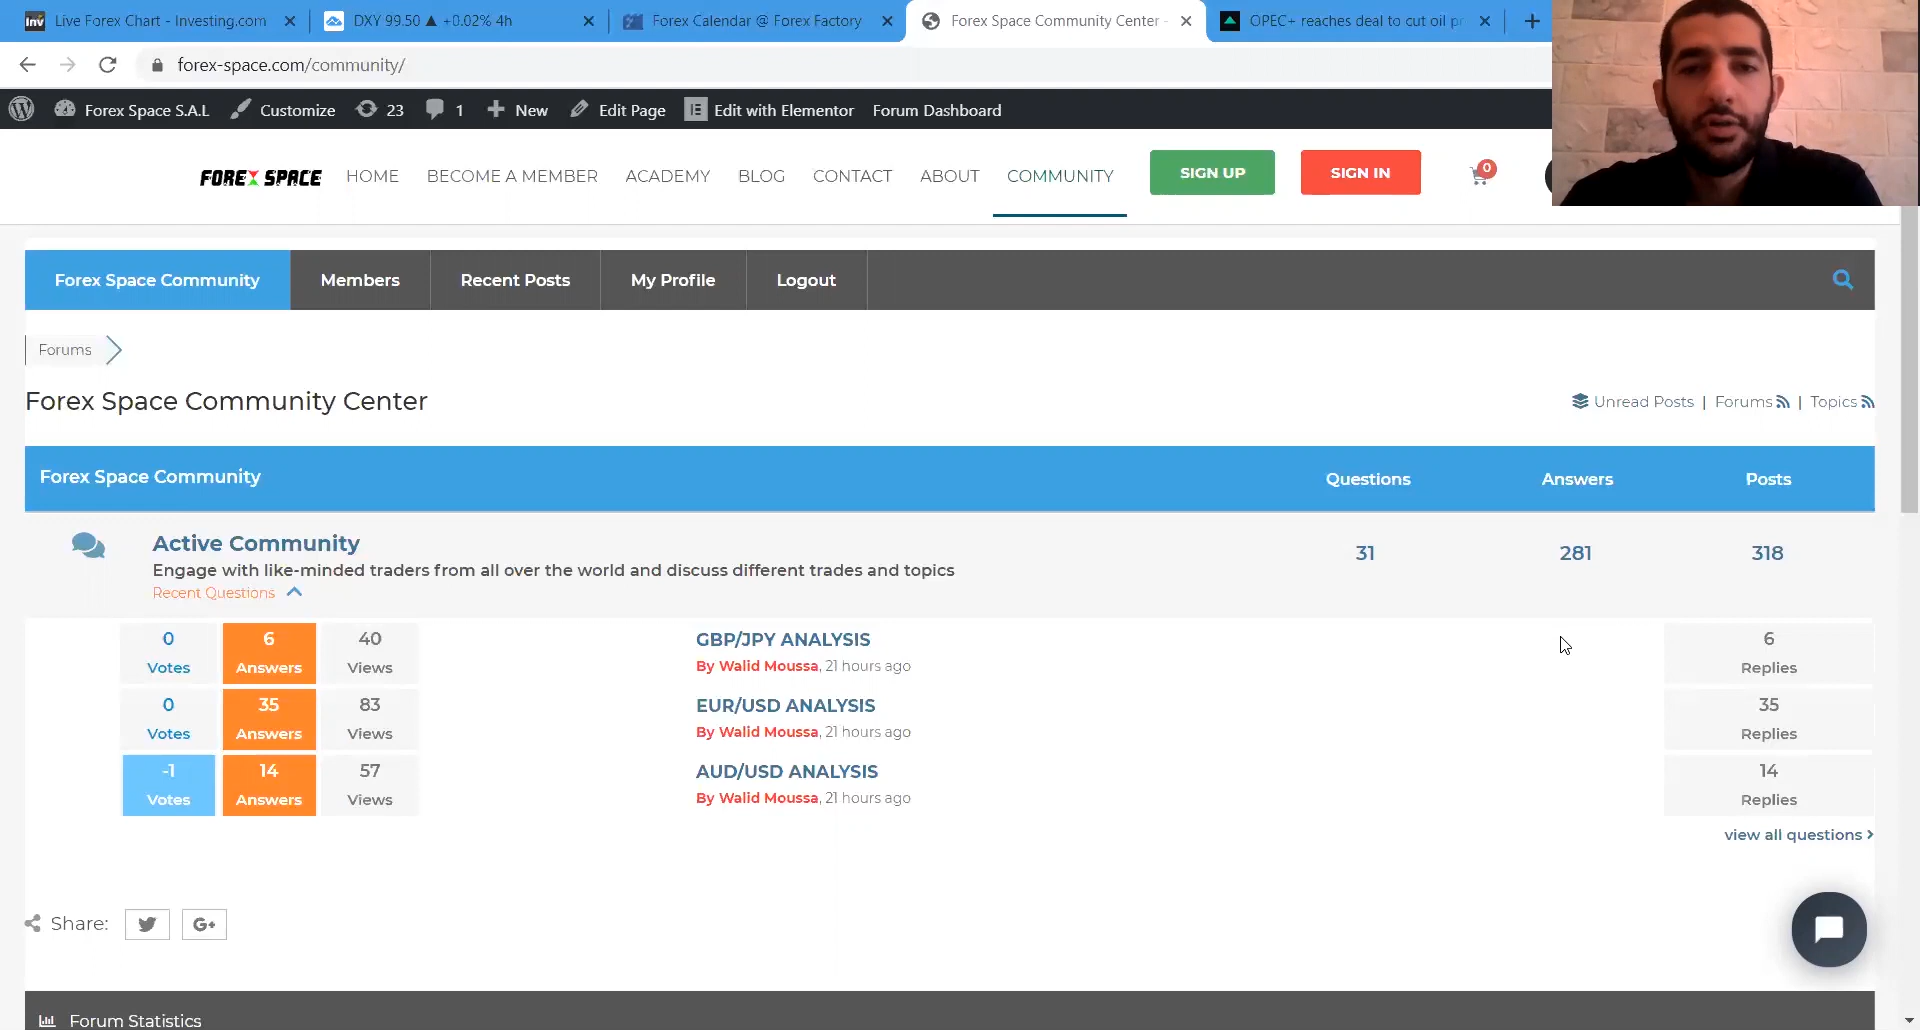 Live Forex Chart - Investing.com
DXY 99.50 ▲ +0.02% 4h
Forex Calendar @ Forex Factory
Forex Space Community Center -
OPEC+ reaches deal to cut oil pr
forex-space.com/community/
Forex Space S.A.L
Customize
23
1
New
Edit Page
Edit with Elementor
Forum Dashboard
FOREX SPACE
HOME
BECOME A MEMBER
ACADEMY
BLOG
CONTACT
ABOUT
COMMUNITY
SIGN UP
SIGN IN
0
Forex Space Community
Members
Recent Posts
My Profile
Logout
Forums
Forex Space Community Center
Unread Posts | Forums | Topics
Forex Space Community
Questions
Answers
Posts
Active Community
Engage with like-minded traders from all over the world and discuss different trades and topics
Recent Questions
31
281
318
0
Votes
6
Answers
40
Views
GBP/JPY ANALYSIS
By Walid Moussa, 21 hours ago
6
Replies
0
Votes
35
Answers
83
Views
EUR/USD ANALYSIS
By Walid Moussa, 21 hours ago
35
Replies
-1
Votes
14
Answers
57
Views
AUD/USD ANALYSIS
By Walid Moussa, 21 hours ago
14
Replies
view all questions
Share:
G+
Forum Statistics